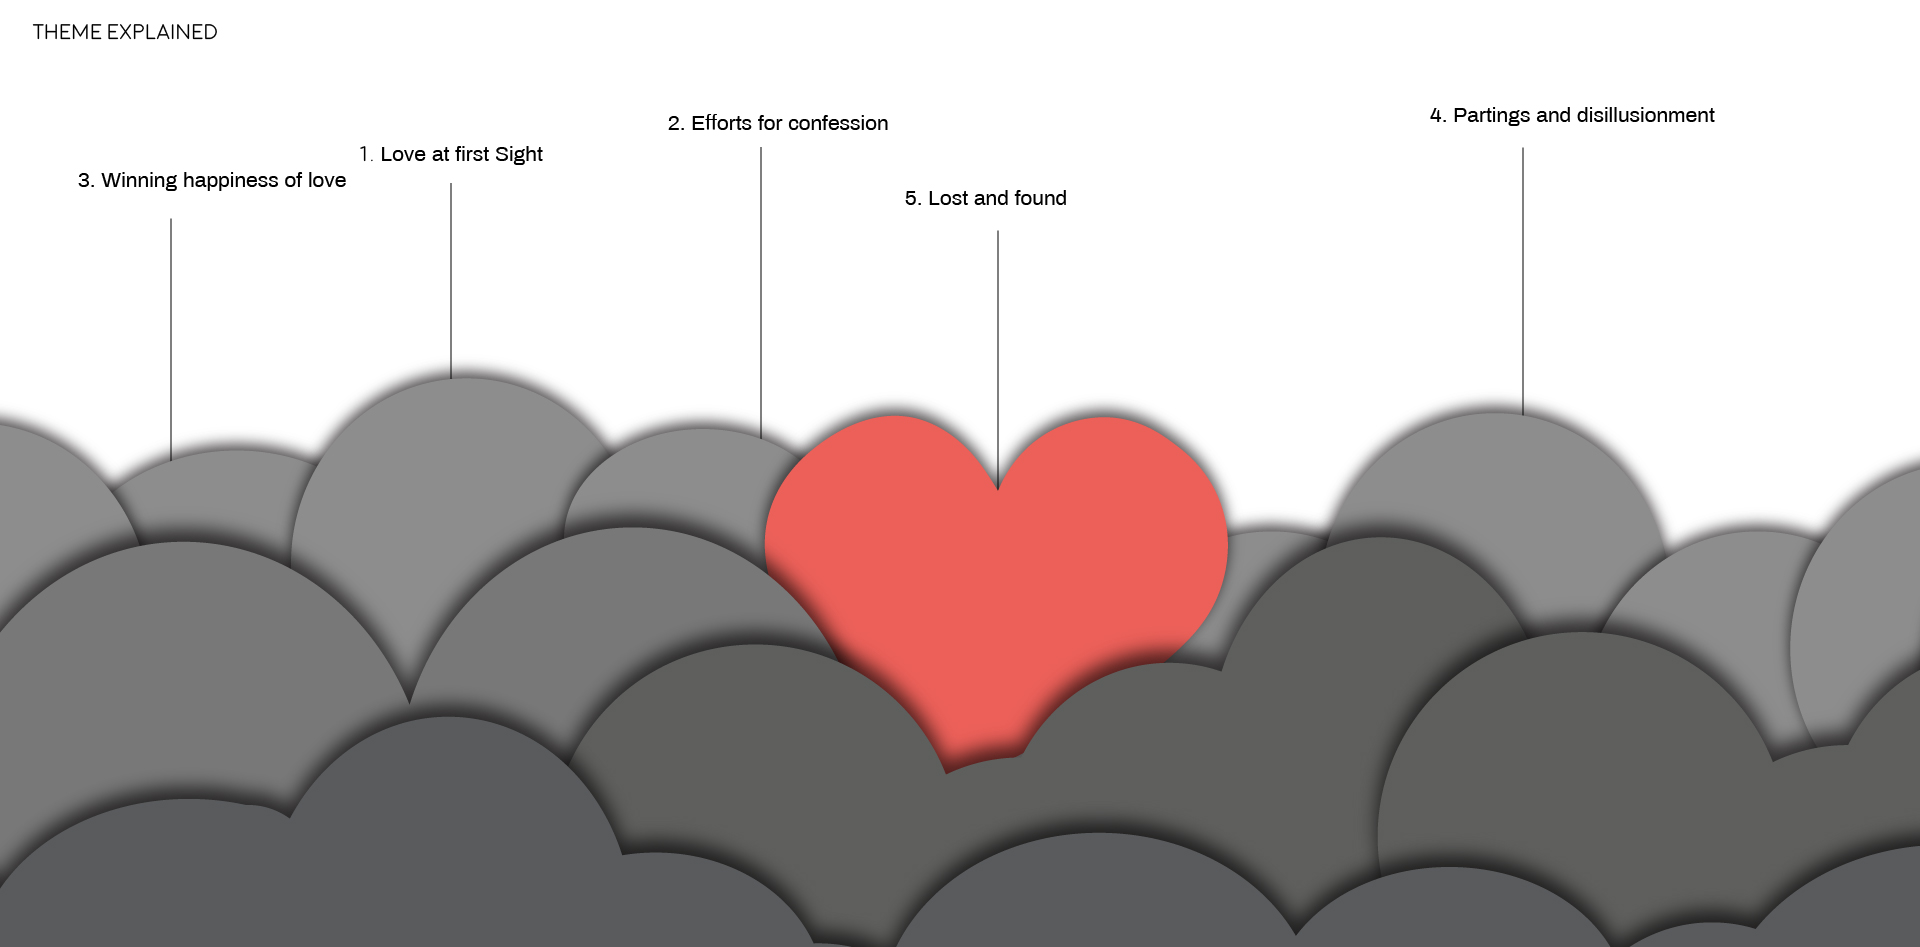 THEME EXPLAINED
3. Winning happiness of love
1. Love at first Sight
2. Efforts for confession
5. Lost and found
4. Partings and disillusionment